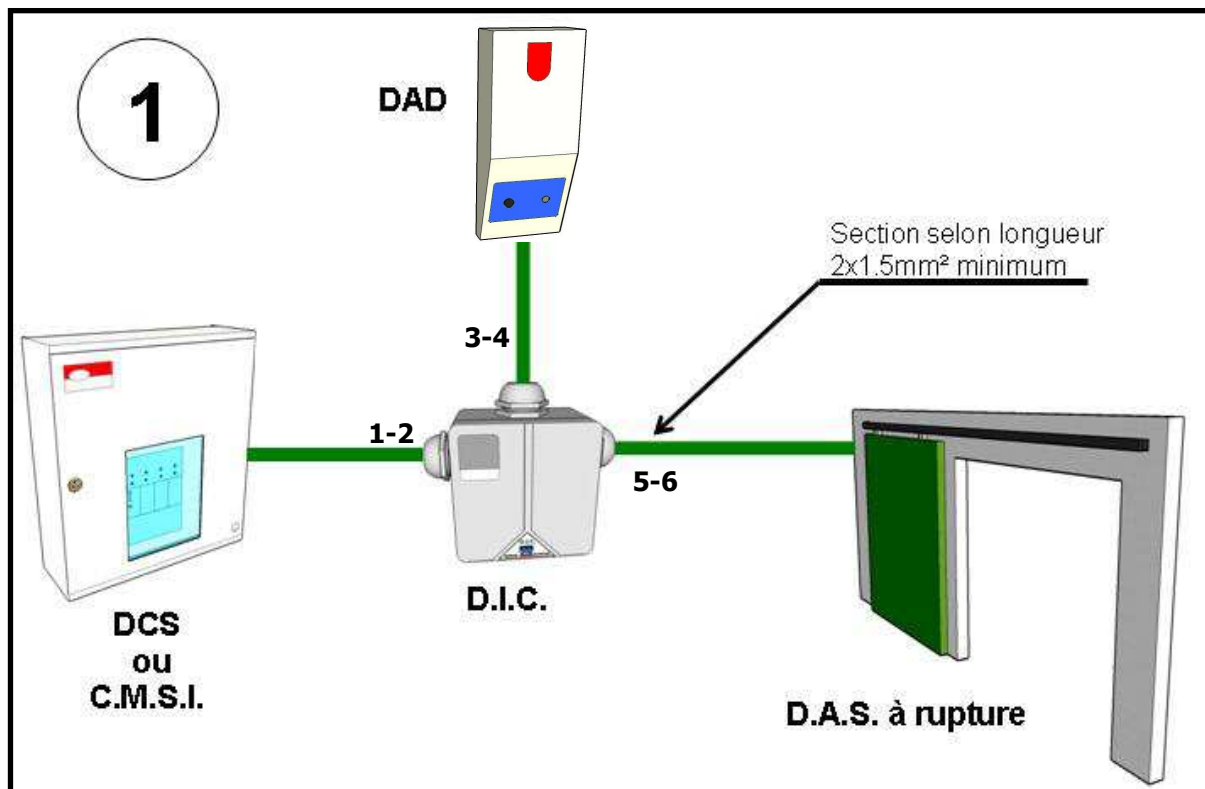 1
DAD
Section selon longueur
2x1.5mm² minimum
3-4
1-2
5-6
D.I.C.
DCS
ou
C.M.S.I.
D.A.S. à rupture